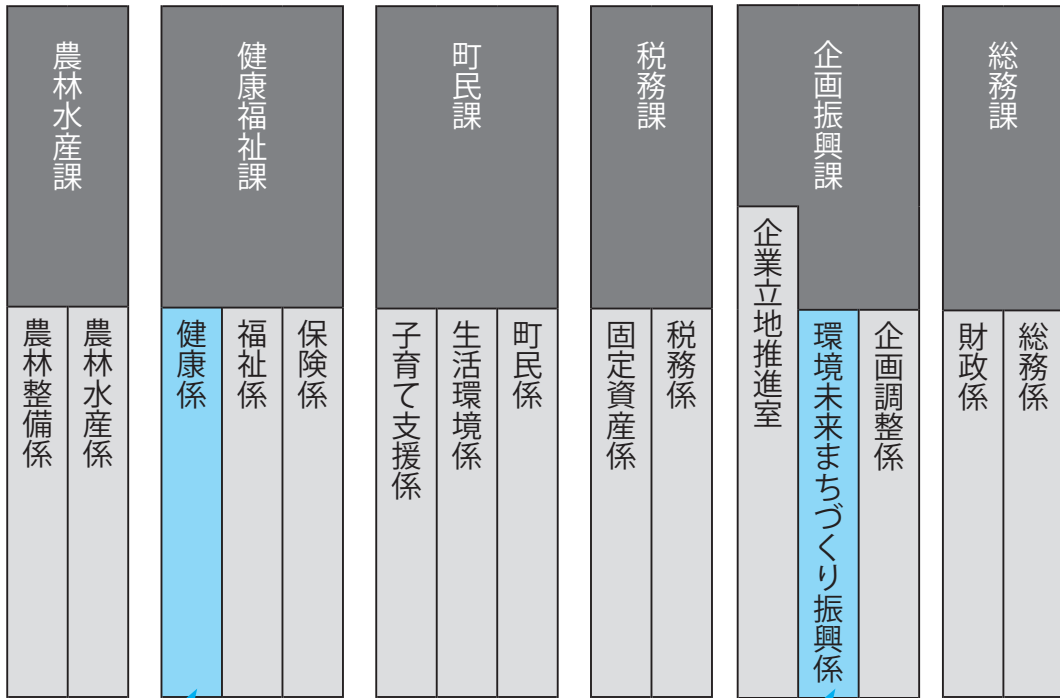 総務課
総務係
財政係
企画振興課
企画調整係
環境未来まちづくり振興係
企業立地推進室
税務課
税務係
固定資産係
町民課
町民係
生活環境係
子育て支援係
健康福祉課
保険係
福祉係
健康係
農林水産課
農林水産係
農林整備係